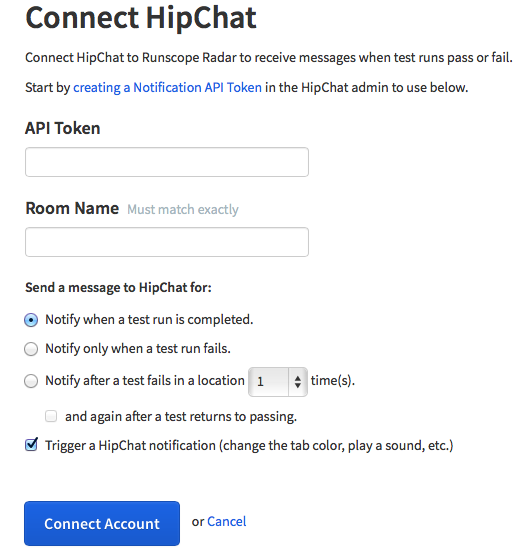 Connect HipChat
Connect HipChat to Runscope Radar to receive messages when test runs pass or fail.
Start by creating a Notification API Token in the HipChat admin to use below.
API Token
Room Name Must match exactly
Send a message to HipChat for:
Notify when a test run is completed.
Notify only when a test run fails.
Notify after a test fails in a location 1 time(s).
and again after a test returns to passing.
Trigger a HipChat notification (change the tab color, play a sound, etc.)
Connect Account or Cancel